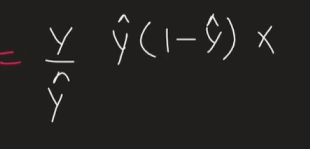 = y/ŷ ŷ(1-ŷ) x